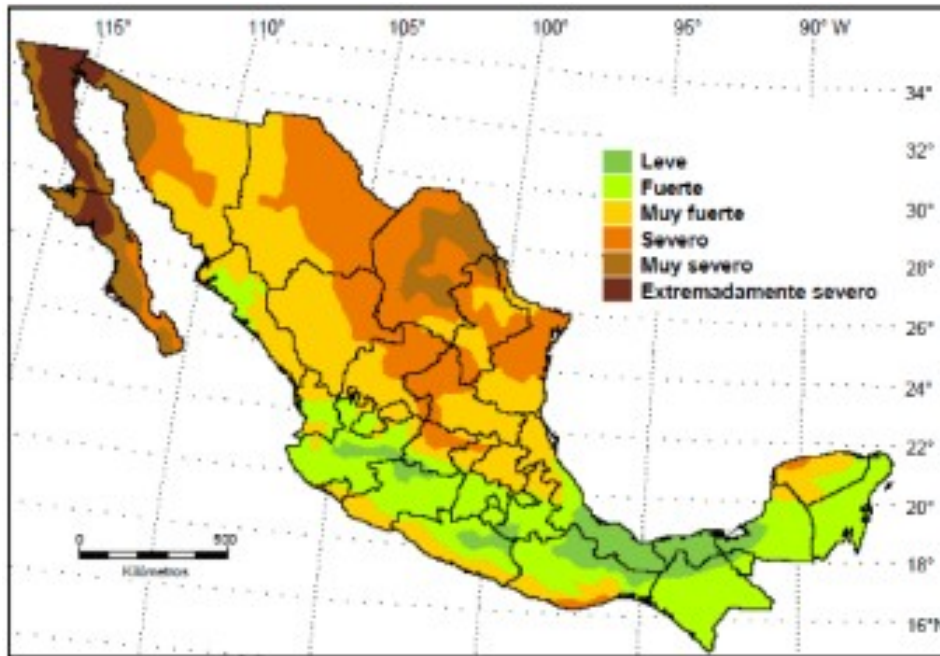 115°
110°
105°
100°
95°
90° W
34°
32°
30°
28°
26°
24°
22°
20°
18°
16°N
Leve
Fuerte
Muy fuerte
Severo
Muy severo
Extremadamente severo
0 500
Kilómetros